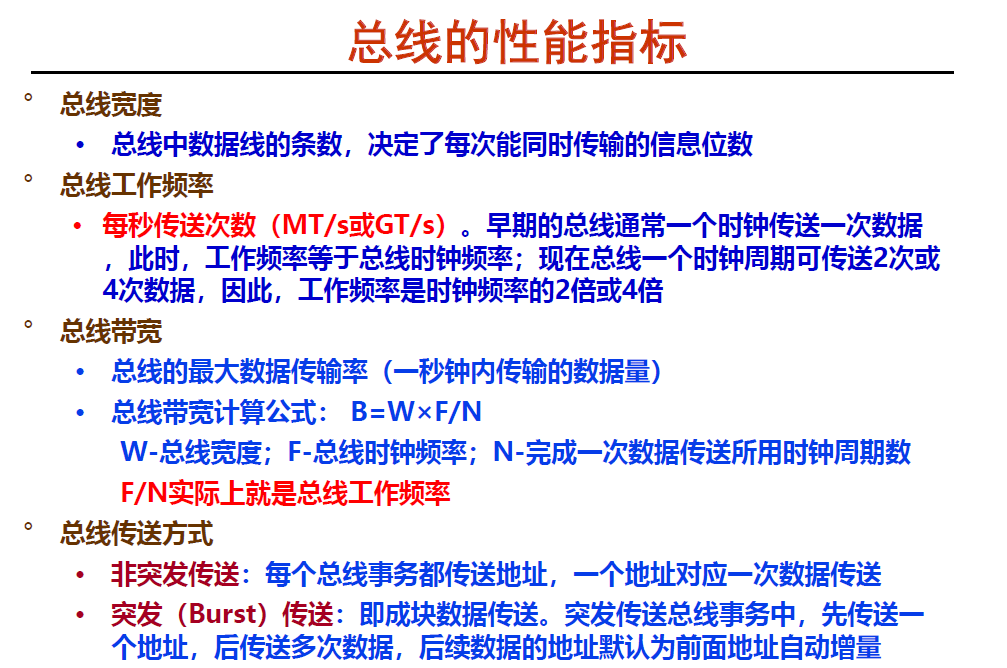 总线的性能指标
° 总线宽度
• 总线中数据线的条数，决定了每次能同时传输的信息位数
° 总线工作频率
• 每秒传送次数（MT/s或GT/s）。早期的总线通常一个时钟传送一次数据
，此时，工作频率等于总线时钟频率；现在总线一个时钟周期可传送2次或
4次数据，因此，工作频率是时钟频率的2倍或4倍
° 总线带宽
• 总线的最大数据传输率（一秒钟内传输的数据量）
• 总线带宽计算公式： B=W×F/N
W-总线宽度；F-总线时钟频率；N-完成一次数据传送所用时钟周期数
F/N实际上就是总线工作频率
° 总线传送方式
• 非突发传送：每个总线事务都传送地址，一个地址对应一次数据传送
• 突发（Burst）传送：即成块数据传送。突发传送总线事务中，先传送一
个地址，后传送多次数据，后续数据的地址默认为前面地址自动增量